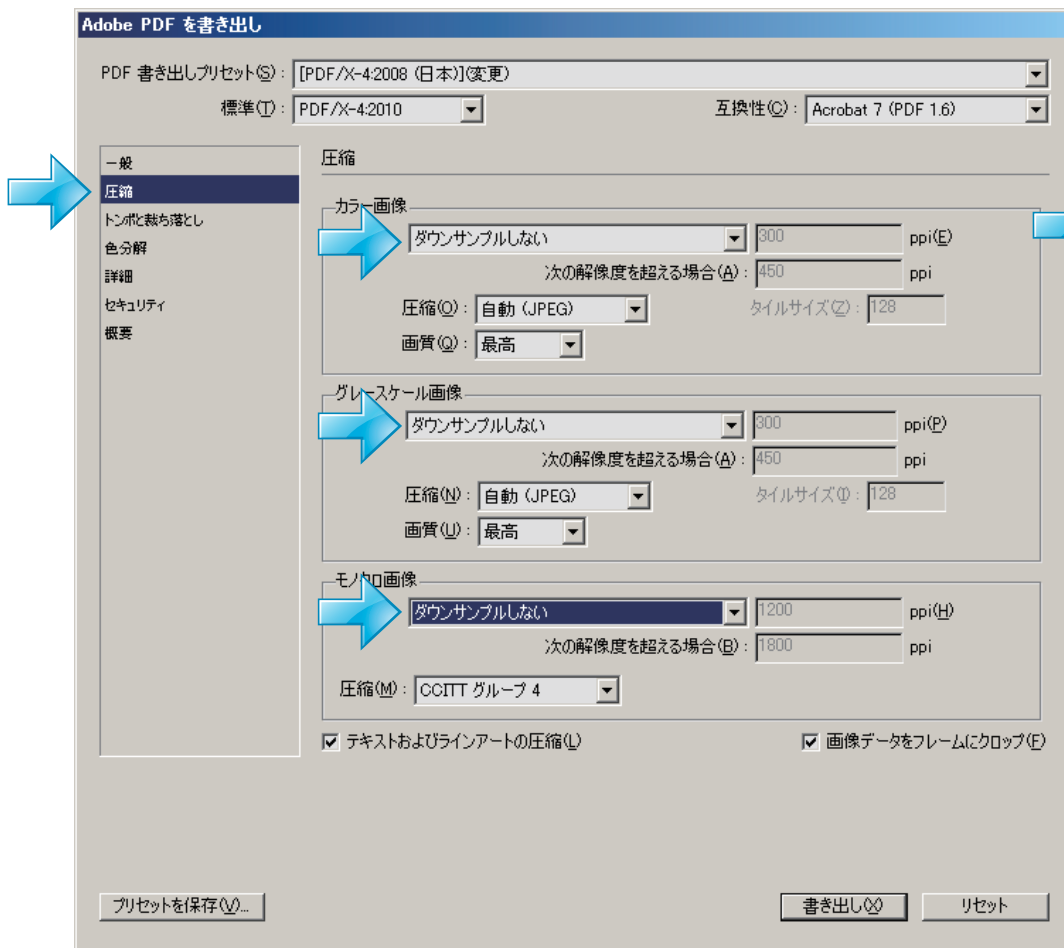 Adobe PDF を書き出し
PDF 書き出しプリセット(S): [PDF/X-4:2008 (日本)](変更)
標準(T): PDF/X-4:2010 互換性(C): Acrobat 7 (PDF 1.6)
一般
圧縮
トンボと裁ち落とし
色分解
詳細
セキュリティ
概要
圧縮
カラー画像
ダウンサンプルしない 300 ppi(E)
次の解像度を超える場合(A): 450 ppi
圧縮(O): 自動 (JPEG) タイルサイズ(Z): 128
画質(Q): 最高
グレースケール画像
ダウンサンプルしない 300 ppi(P)
次の解像度を超える場合(A): 450 ppi
圧縮(N): 自動 (JPEG) タイルサイズ(I): 128
画質(U): 最高
モノクロ画像
ダウンサンプルしない 1200 ppi(H)
次の解像度を超える場合(B): 1800 ppi
圧縮(M): CCITT グループ 4
テキストおよびラインアートの圧縮(L) 画像データをフレームにクロップ(F)
プリセットを保存(V)... 書き出し(X) リセット